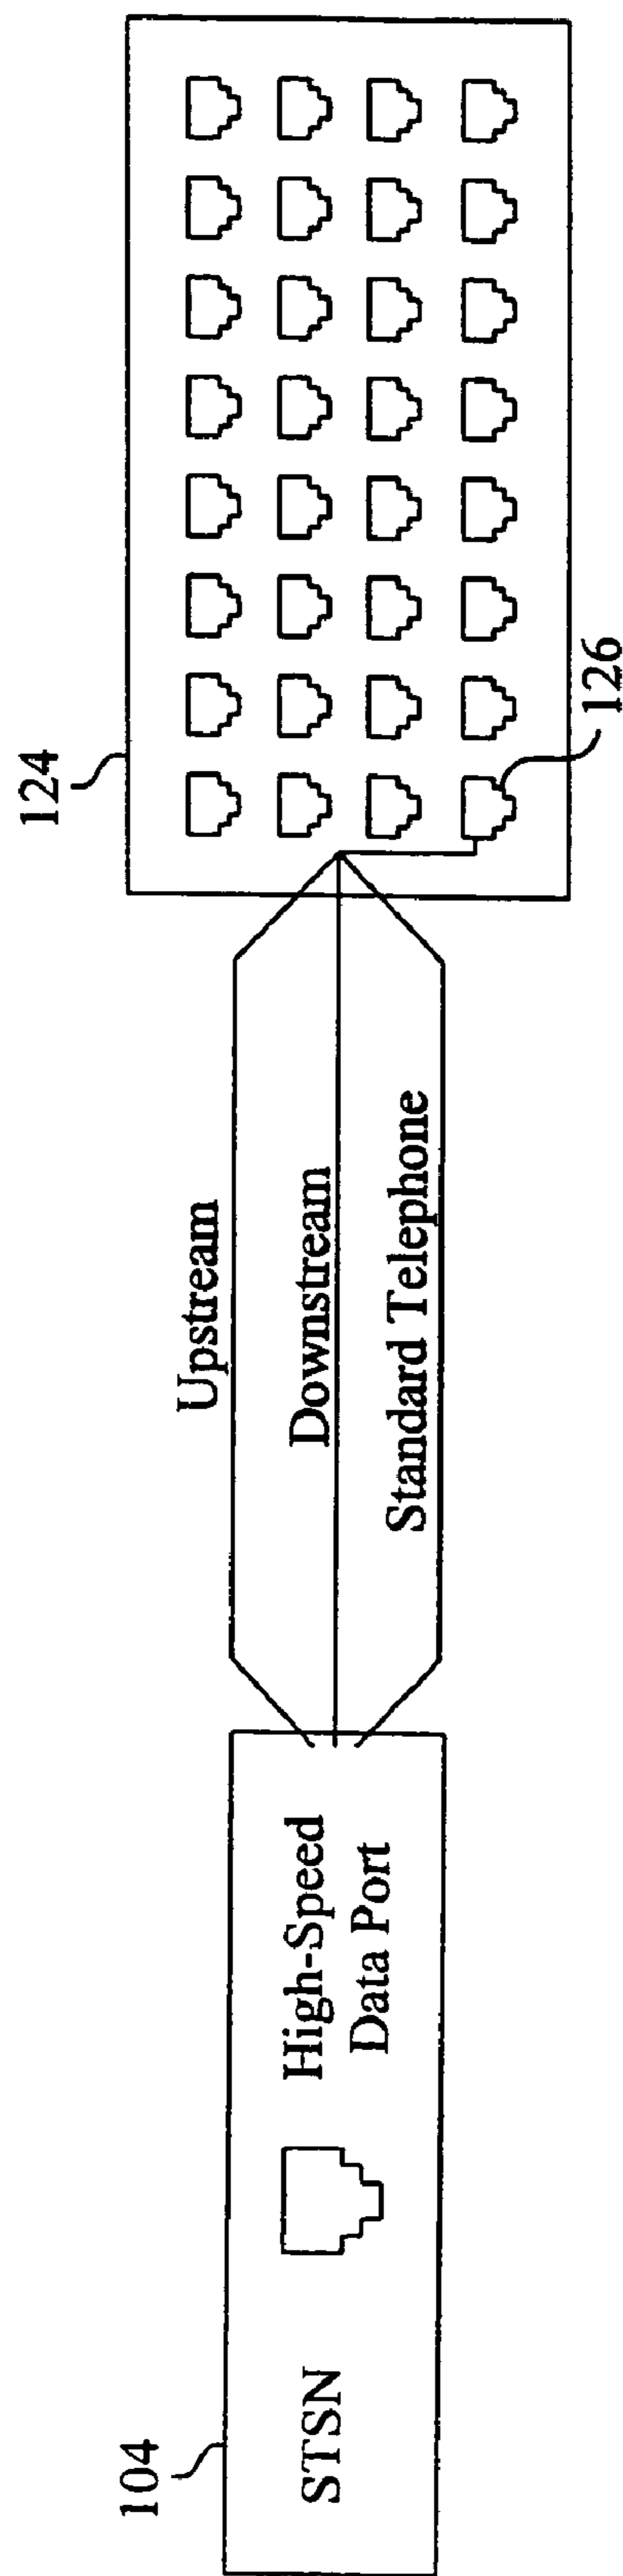 104
STSN
High-Speed
Data Port
Upstream
Downstream
Standard Telephone
124
126